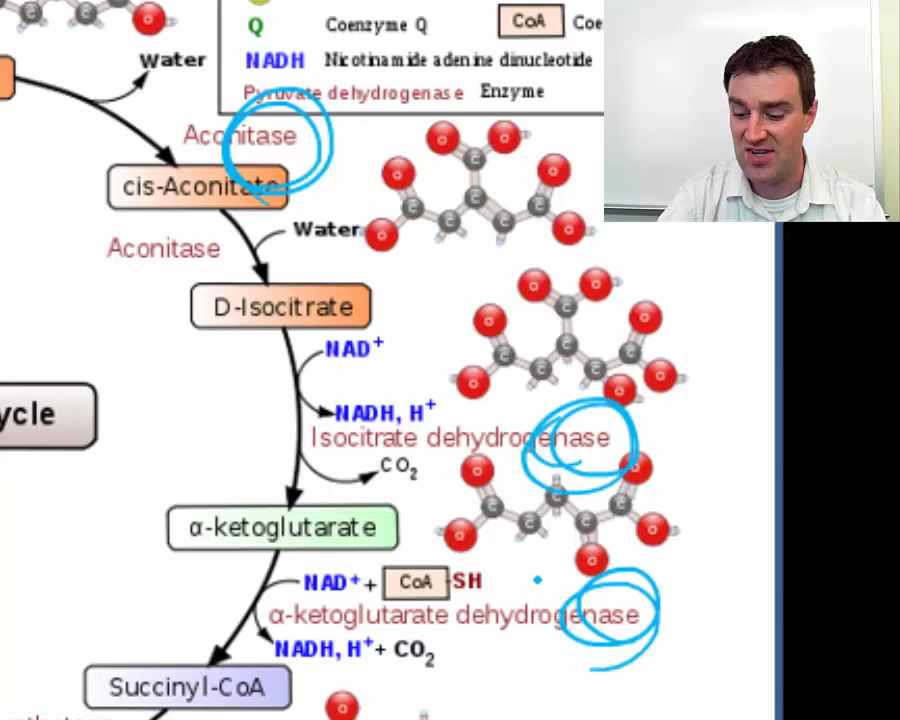 Q Coenzyme Q CoA Coe
Water
NADH Nicotinamide adenine dinucleotide
Pyruvate dehydrogenase Enzyme
Aconitase
cis-Aconitate
Water
Aconitase
D-Isocitrate
NAD+
NADH, H+
ycle
Isocitrate dehydrogenase
CO2
α-ketoglutarate
NAD+ + CoA -SH
α-ketoglutarate dehydrogenase
NADH, H+ + CO2
Succinyl-CoA